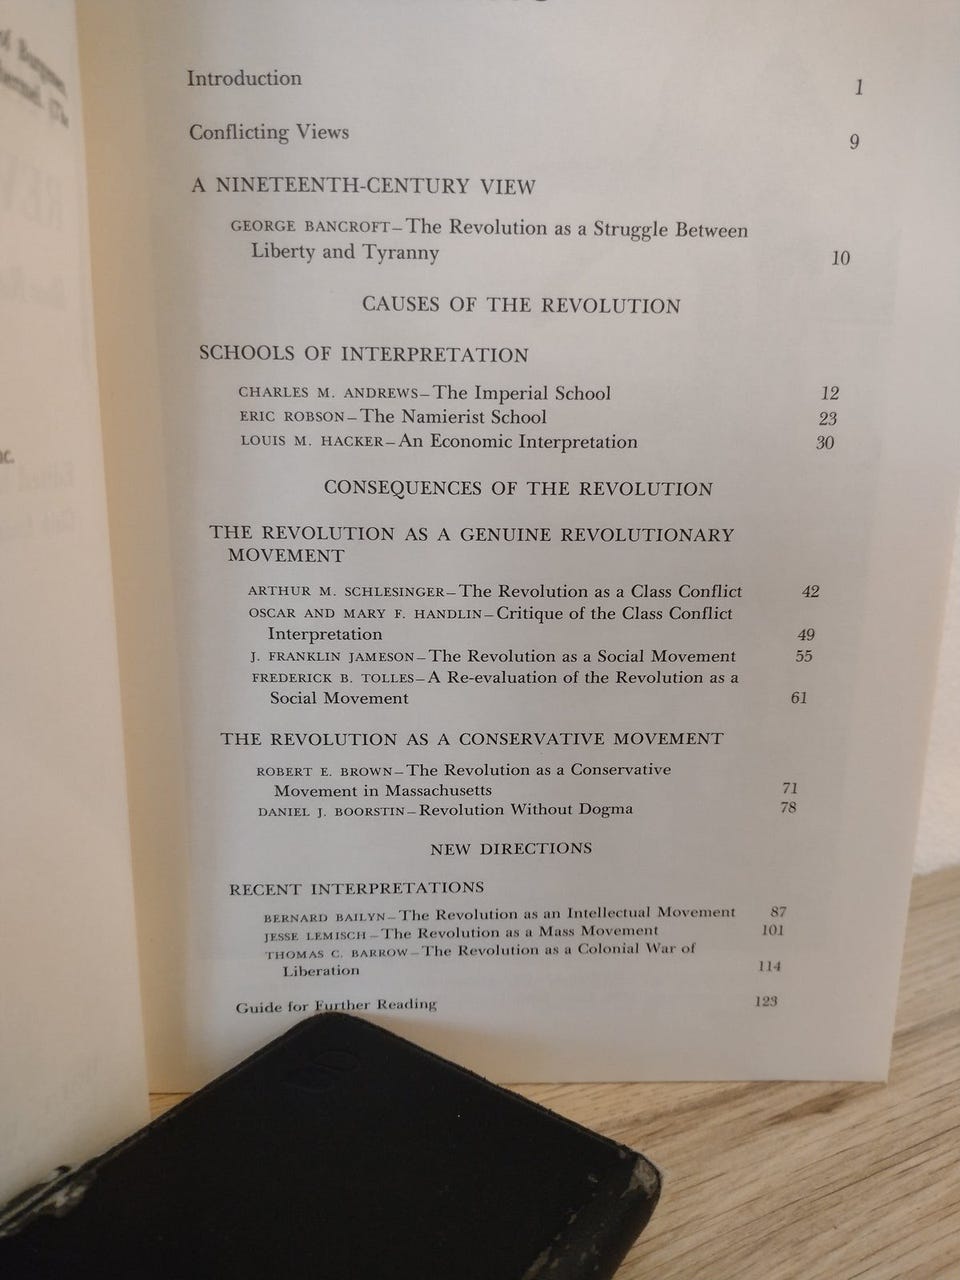 Introduction 1
Conflicting Views 9
A NINETEENTH-CENTURY VIEW
GEORGE BANCROFT—The Revolution as a Struggle Between
Liberty and Tyranny 10
CAUSES OF THE REVOLUTION
SCHOOLS OF INTERPRETATION
CHARLES M. ANDREWS—The Imperial School 12
ERIC ROBSON—The Namierist School 23
LOUIS M. HACKER—An Economic Interpretation 30
CONSEQUENCES OF THE REVOLUTION
THE REVOLUTION AS A GENUINE REVOLUTIONARY
MOVEMENT
ARTHUR M. SCHLESINGER—The Revolution as a Class Conflict 42
OSCAR AND MARY F. HANDLIN—Critique of the Class Conflict
Interpretation 49
J. FRANKLIN JAMESON—The Revolution as a Social Movement 55
FREDERICK B. TOLLES—A Re-evaluation of the Revolution as a
Social Movement 61
THE REVOLUTION AS A CONSERVATIVE MOVEMENT
ROBERT E. BROWN—The Revolution as a Conservative
Movement in Massachusetts 71
DANIEL J. BOORSTIN—Revolution Without Dogma 78
NEW DIRECTIONS
RECENT INTERPRETATIONS
BERNARD BAILYN—The Revolution as an Intellectual Movement 87
JESSE LEMISCH—The Revolution as a Mass Movement 101
THOMAS C. BARROW—The Revolution as a Colonial War of
Liberation 114
Guide for Further Reading 123